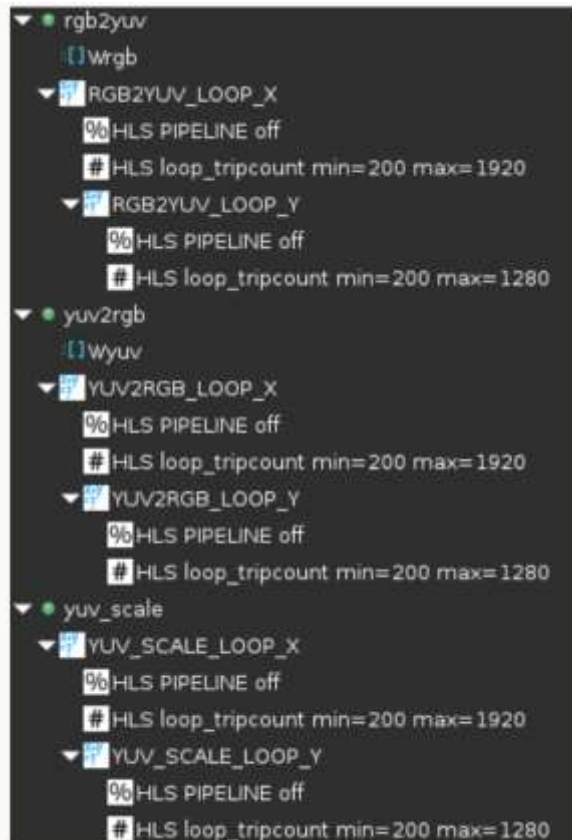 rgb2yuv
[] Wrgb
RGB2YUV_LOOP_X
% HLS PIPELINE off
# HLS loop_tripcount min=200 max=1920
RGB2YUV_LOOP_Y
% HLS PIPELINE off
# HLS loop_tripcount min=200 max=1280
yuv2rgb
[] Wyuv
YUV2RGB_LOOP_X
% HLS PIPELINE off
# HLS loop_tripcount min=200 max=1920
YUV2RGB_LOOP_Y
% HLS PIPELINE off
# HLS loop_tripcount min=200 max=1280
yuv_scale
YUV_SCALE_LOOP_X
% HLS PIPELINE off
# HLS loop_tripcount min=200 max=1920
YUV_SCALE_LOOP_Y
% HLS PIPELINE off
# HLS loop_tripcount min=200 max=1280